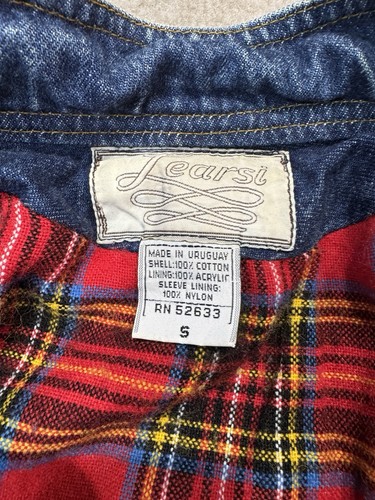 Learsi
MADE IN URUGUAY
SHELL:100% COTTON
LINING:100% ACRYLIC
SLEEVE LINING:
100% NYLON
RN 52633
S